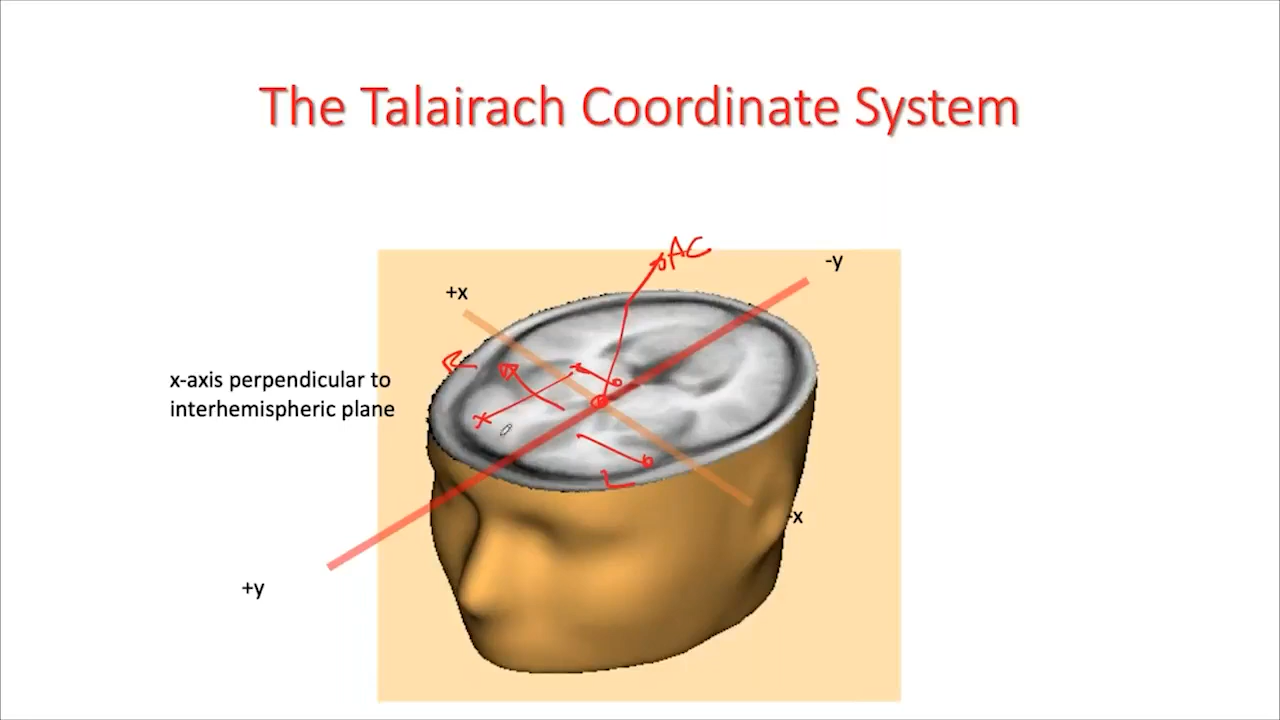 The Talairach Coordinate System
AC
-y
+x
R
x-axis perpendicular to
interhemispheric plane
x
L
-x
+y